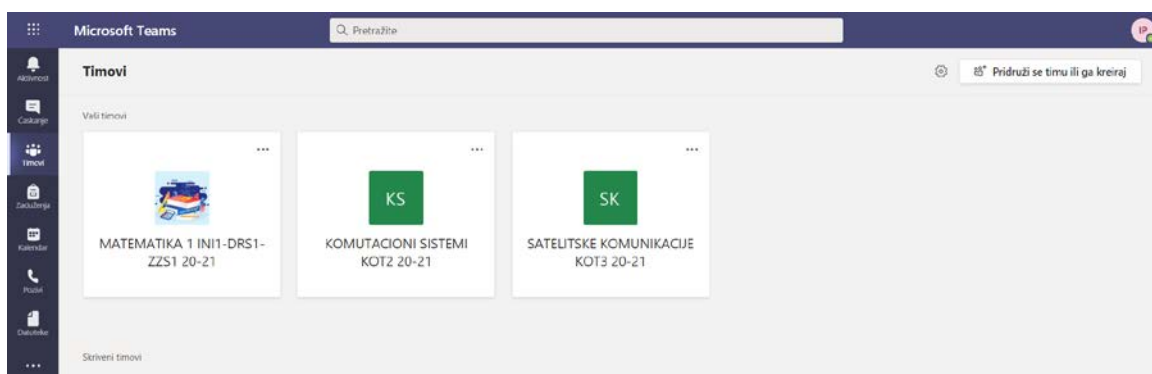 Microsoft Teams
Pretražite
IP
Aktivnost
Timovi
Pridruži se timu ili ga kreiraj
Ćaskanje
Vaši timovi
Timovi
KS
SK
Zaduženja
MATEMATIKA 1 INI1-DRS1-
ZZS1 20-21
KOMUTACIONI SISTEMI
KOT2 20-21
SATELITSKE KOMUNIKACIJE
KOT3 20-21
Kalendar
Pozivi
Datoteke
Skriveni timovi